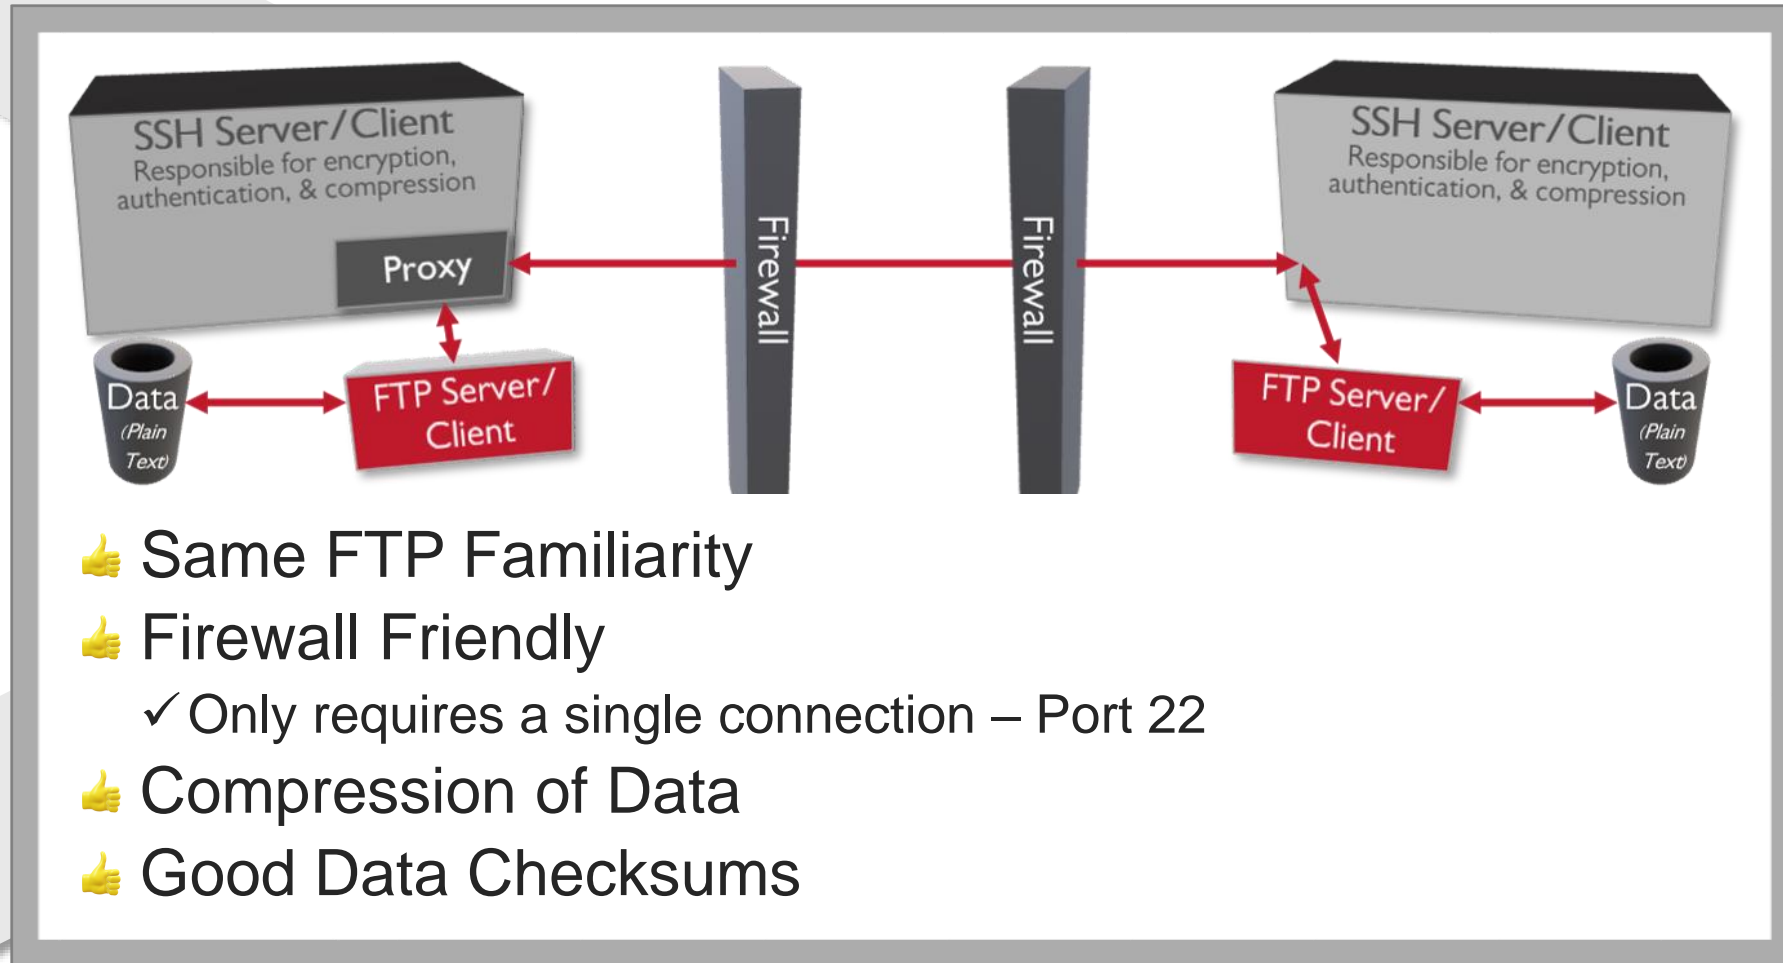 SSH Server/Client
Responsible for encryption,
authentication, & compression
Proxy
Data
(Plain
Text)
FTP Server/
Client
Firewall
Firewall
SSH Server/Client
Responsible for encryption,
authentication, & compression
FTP Server/
Client
Data
(Plain
Text)
Same FTP Familiarity
Firewall Friendly
✓ Only requires a single connection – Port 22
Compression of Data
Good Data Checksums